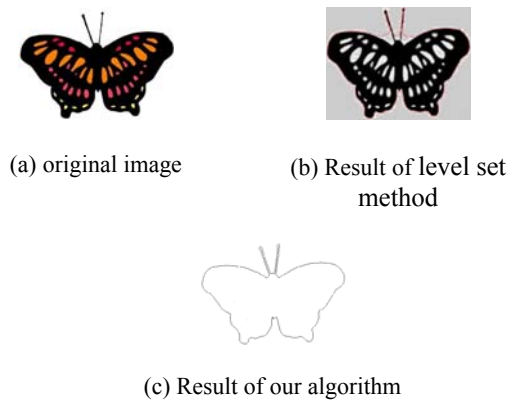 (a) original image
(b) Result of level set
method
(c) Result of our algorithm